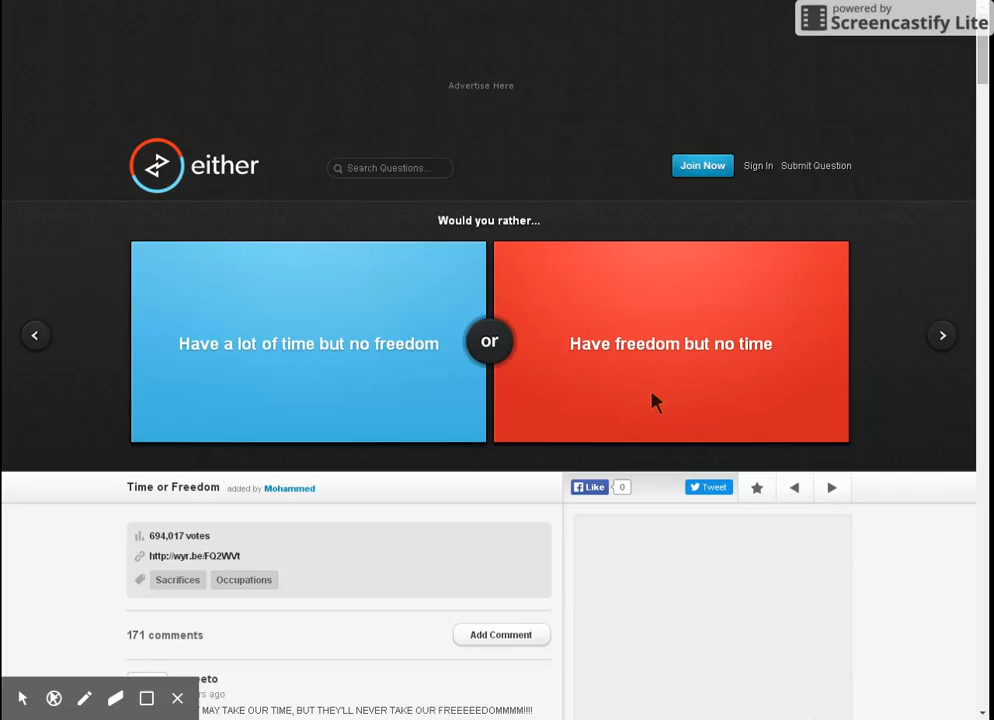 powered by
Screencastify Lite
Advertise Here
either
Search Questions...
Join Now
Sign In
Submit Question
Would you rather...
Have a lot of time but no freedom
or
Have freedom but no time
Time or Freedom
added by Mohammed
Like
0
Tweet
694,017 votes
http://wyr.be/FQ2WVt
Sacrifices
Occupations
171 comments
Add Comment
ago
MAY TAKE OUR TIME, BUT THEY'LL NEVER TAKE OUR FREEEEDOMMMM!!!!